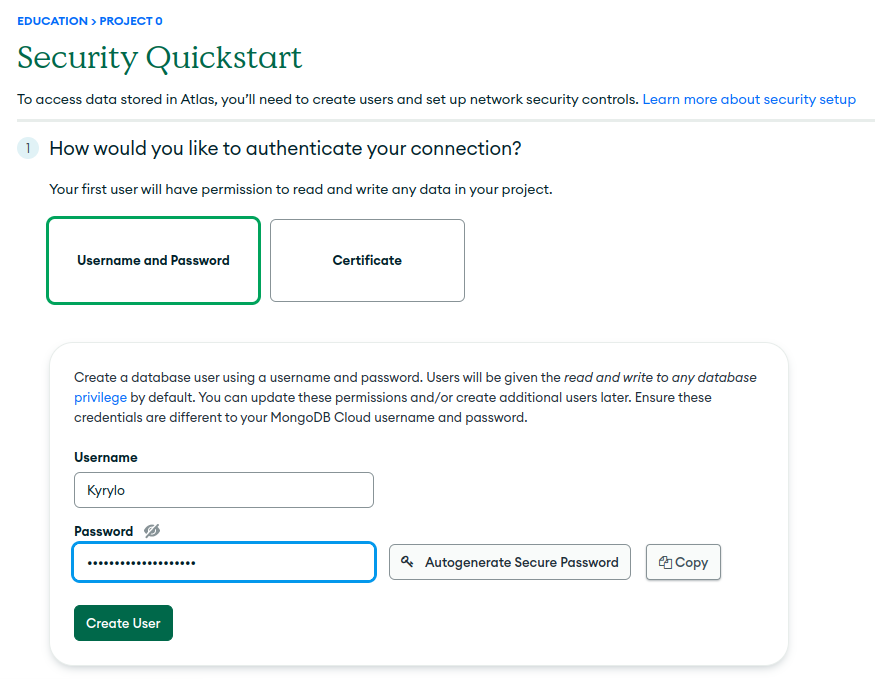 EDUCATION > PROJECT 0
Security Quickstart
To access data stored in Atlas, you’ll need to create users and set up network security controls. Learn more about security setup
1 How would you like to authenticate your connection?
Your first user will have permission to read and write any data in your project.
Username and Password Certificate
Create a database user using a username and password. Users will be given the read and write to any database
privilege by default. You can update these permissions and/or create additional users later. Ensure these
credentials are different to your MongoDB Cloud username and password.
Username
Kyrylo
Password
•••••••••••••••••••• Autogenerate Secure Password Copy
Create User